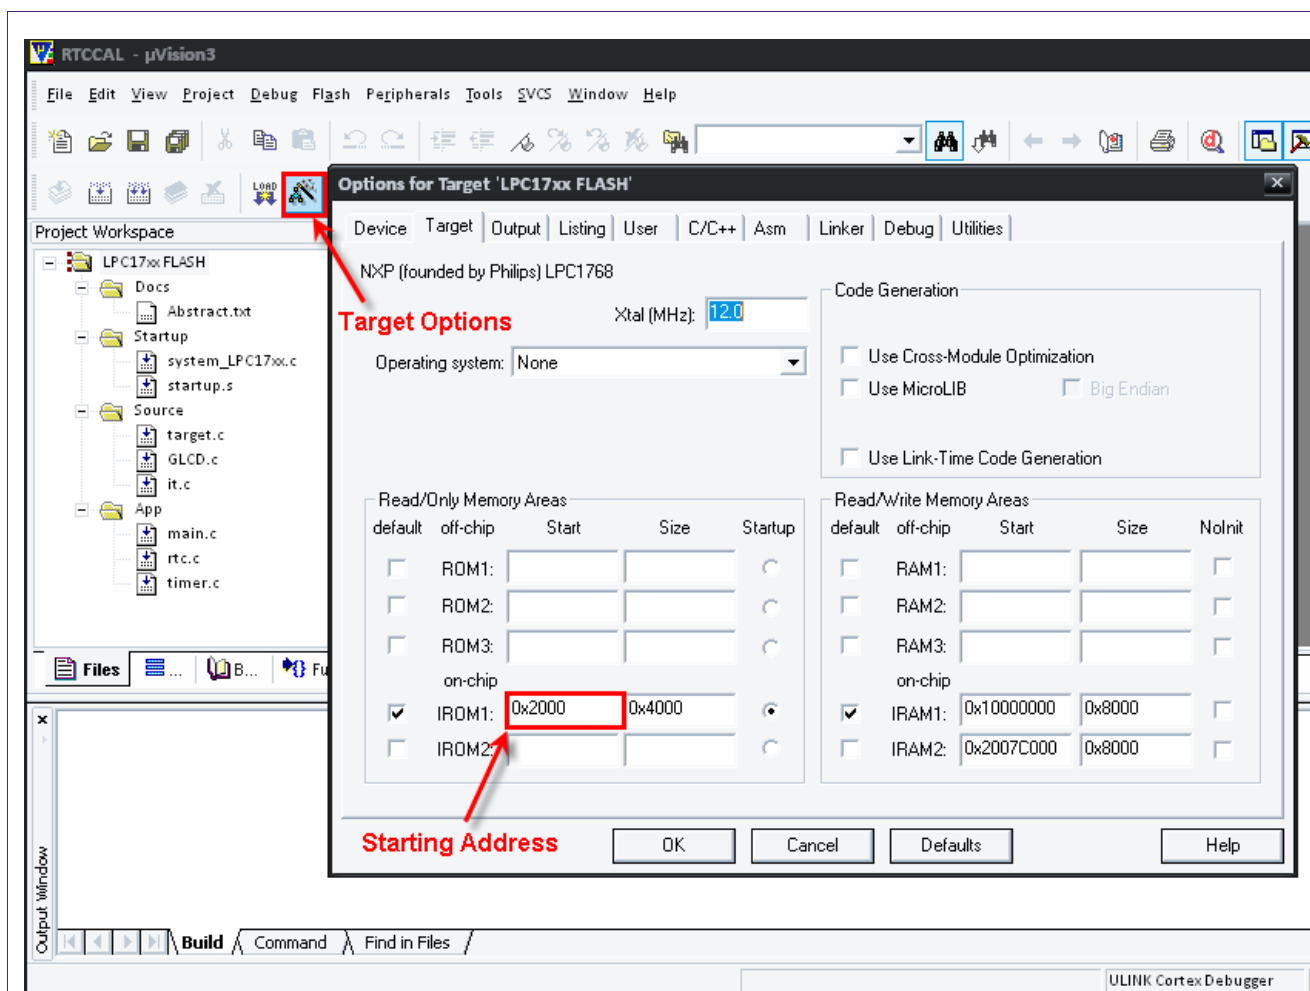 RTCCAL - µVision3
File Edit View Project Debug Flash Peripherals Tools SVCS Window Help
LOAD
Options for Target 'LPC17xx FLASH'
Project Workspace
Device Target Output Listing User C/C++ Asm Linker Debug Utilities
LPC17xx FLASH
Docs
Abstract.txt
Startup
system_LPC17xx.c
startup.s
Source
target.c
GLCD.c
it.c
App
main.c
rtc.c
timer.c
Files ... B... Fu
NXP (founded by Philips) LPC1768
Xtal (MHz): 12.0
Target Options
Operating system: None
Code Generation
Use Cross-Module Optimization
Use MicroLIB Big Endian
Use Link-Time Code Generation
Read/Only Memory Areas
default off-chip Start Size Startup
ROM1:
ROM2:
ROM3:
on-chip
IROM1: 0x2000 0x4000
IROM2:
Read/Write Memory Areas
default off-chip Start Size NoInit
RAM1:
RAM2:
RAM3:
on-chip
IRAM1: 0x10000000 0x8000
IRAM2: 0x2007C000 0x8000
Starting Address
OK Cancel Defaults Help
Output Window
Build Command Find in Files
ULINK Cortex Debugger